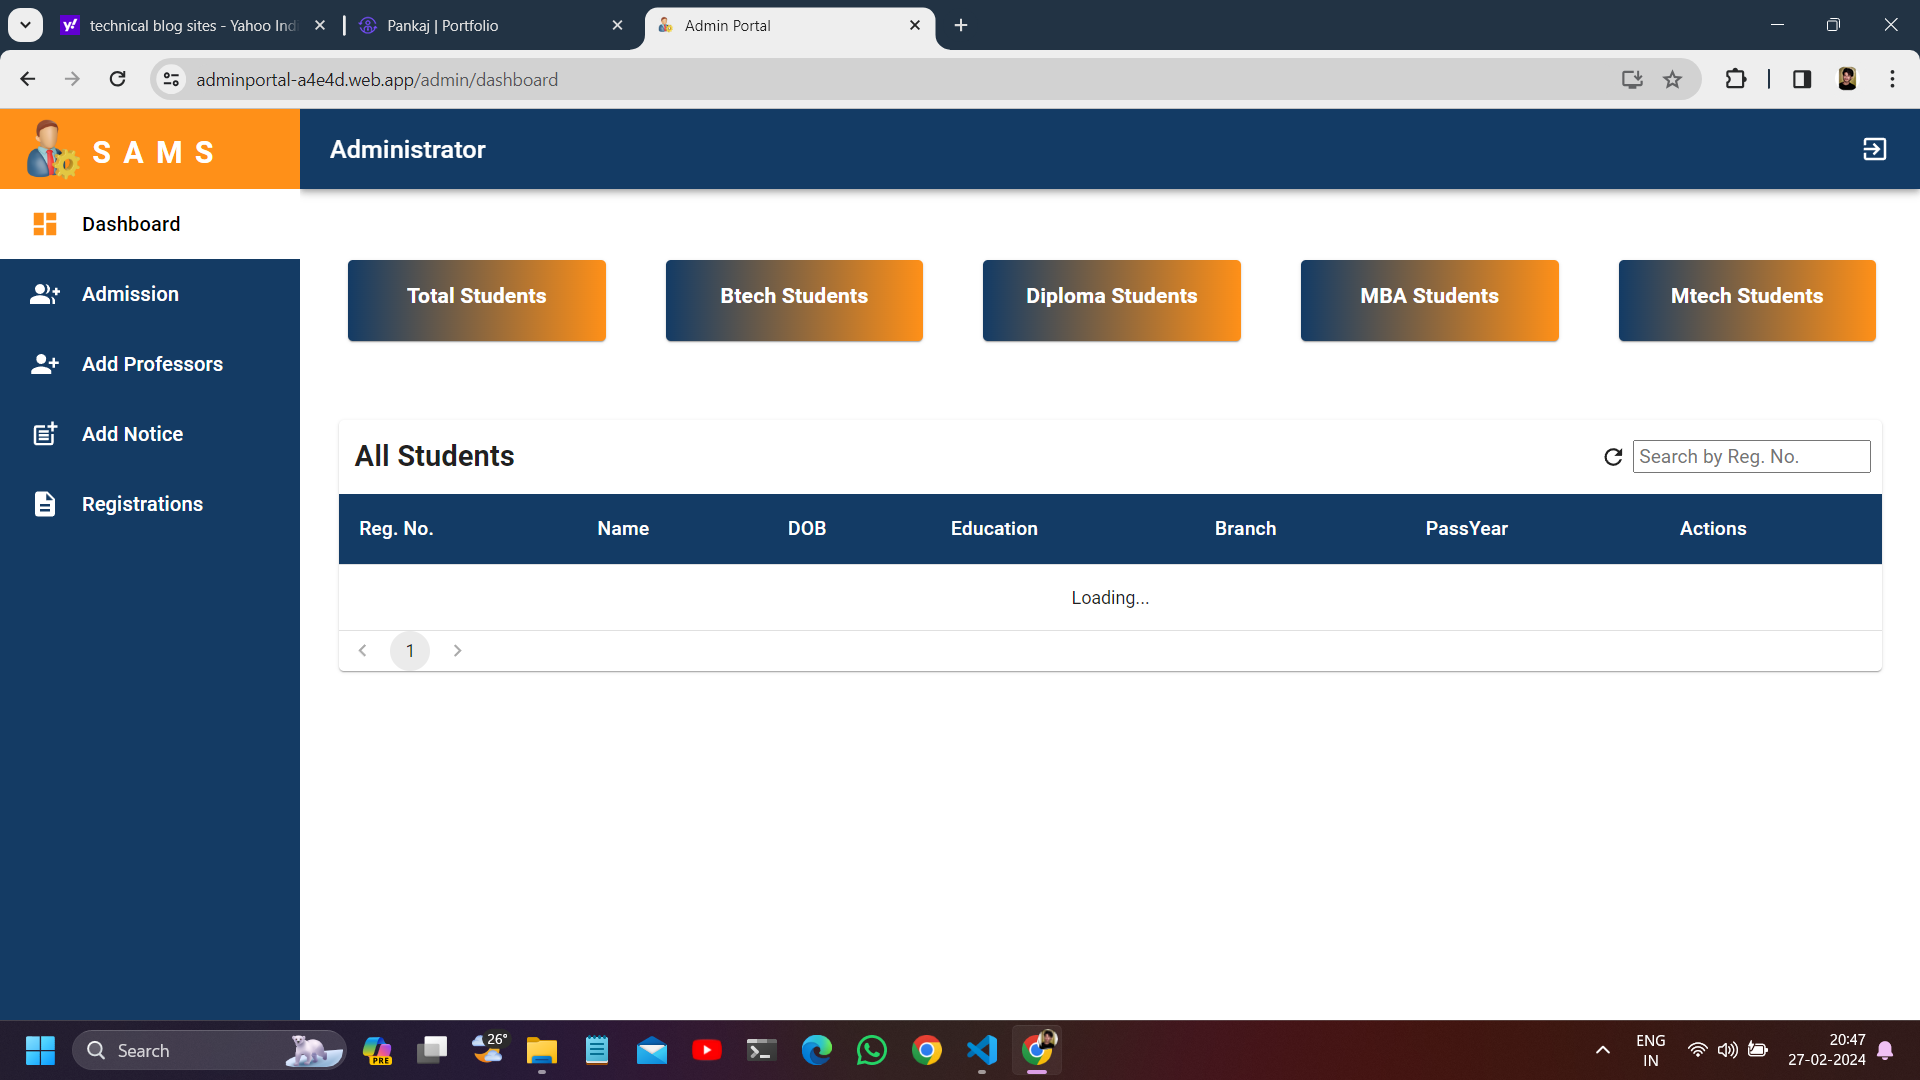 technical blog sites - Yahoo Indi
Pankaj | Portfolio
Admin Portal
adminportal-a4e4d.web.app/admin/dashboard
S A M S
Administrator
Dashboard
Admission
Add Professors
Add Notice
Registrations
Total Students
Btech Students
Diploma Students
MBA Students
Mtech Students
All Students
Search by Reg. No.
Reg. No. Name DOB Education Branch PassYear Actions
Loading...
1
Search
PRE
26°
ENG
IN
20:47
27-02-2024